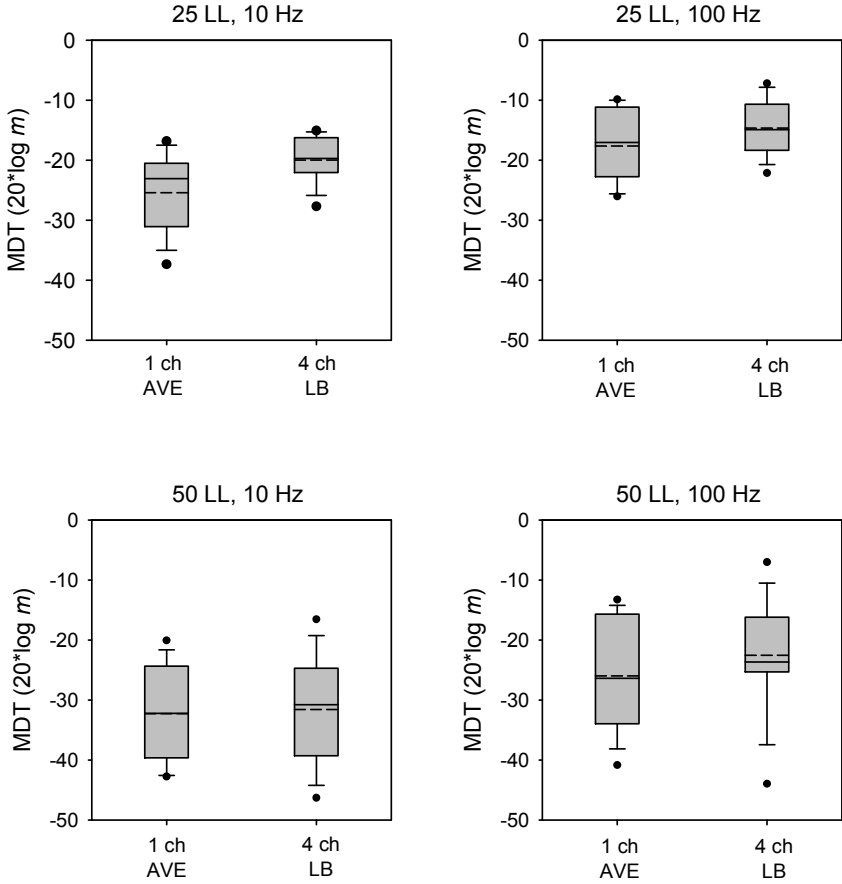 25 LL, 10 Hz
MDT (20*log m)
0
-10
-20
-30
-40
-50
1 ch
AVE
4 ch
LB
25 LL, 100 Hz
MDT (20*log m)
0
-10
-20
-30
-40
-50
1 ch
AVE
4 ch
LB
50 LL, 10 Hz
MDT (20*log m)
0
-10
-20
-30
-40
-50
1 ch
AVE
4 ch
LB
50 LL, 100 Hz
MDT (20*log m)
0
-10
-20
-30
-40
-50
1 ch
AVE
4 ch
LB